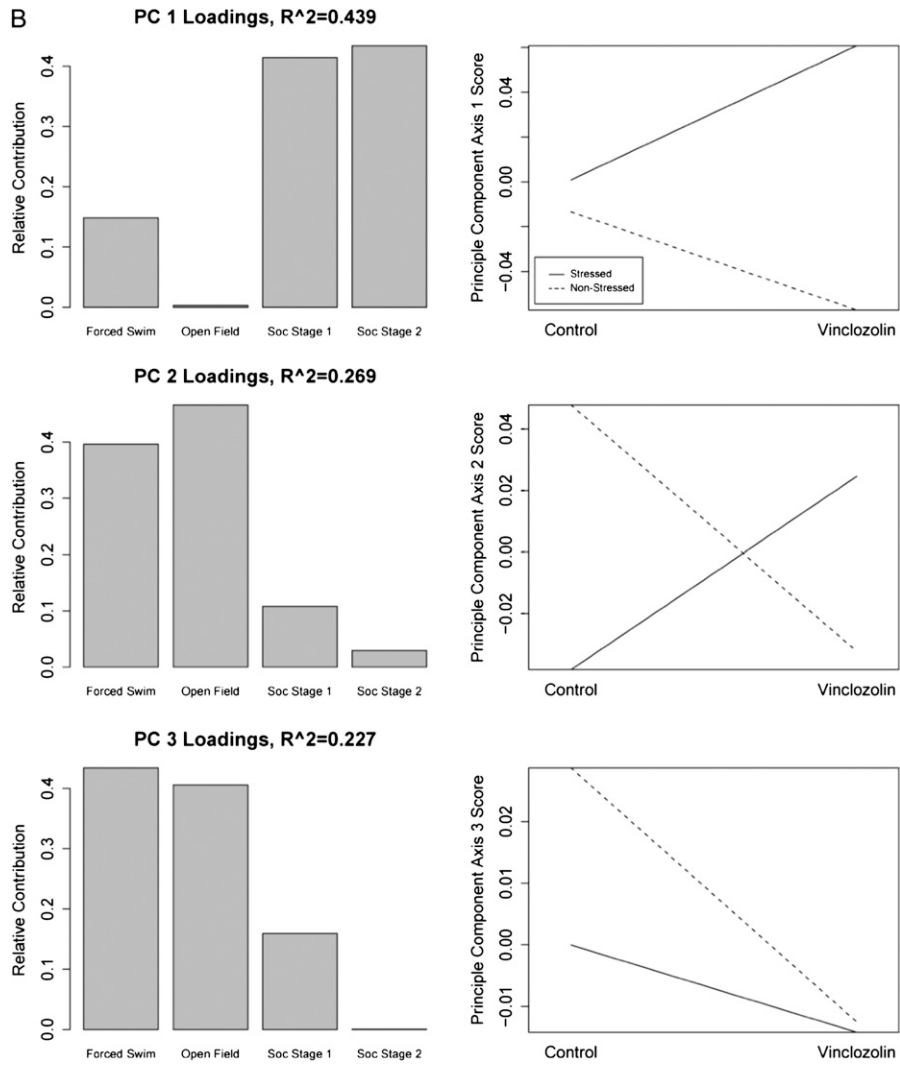 B
PC 1 Loadings, R^2=0.439
Relative Contribution
0.0
0.1
0.2
0.3
0.4
Forced Swim
Open Field
Soc Stage 1
Soc Stage 2
Principle Component Axis 1 Score
0.04
0.00
−0.04
Stressed
Non-Stressed
Control
Vinclozolin
PC 2 Loadings, R^2=0.269
Relative Contribution
0.0
0.1
0.2
0.3
0.4
Forced Swim
Open Field
Soc Stage 1
Soc Stage 2
Principle Component Axis 2 Score
0.04
0.02
0.00
−0.02
Control
Vinclozolin
PC 3 Loadings, R^2=0.227
Relative Contribution
0.0
0.1
0.2
0.3
0.4
Forced Swim
Open Field
Soc Stage 1
Soc Stage 2
Principle Component Axis 3 Score
0.02
0.01
0.00
−0.01
Control
Vinclozolin